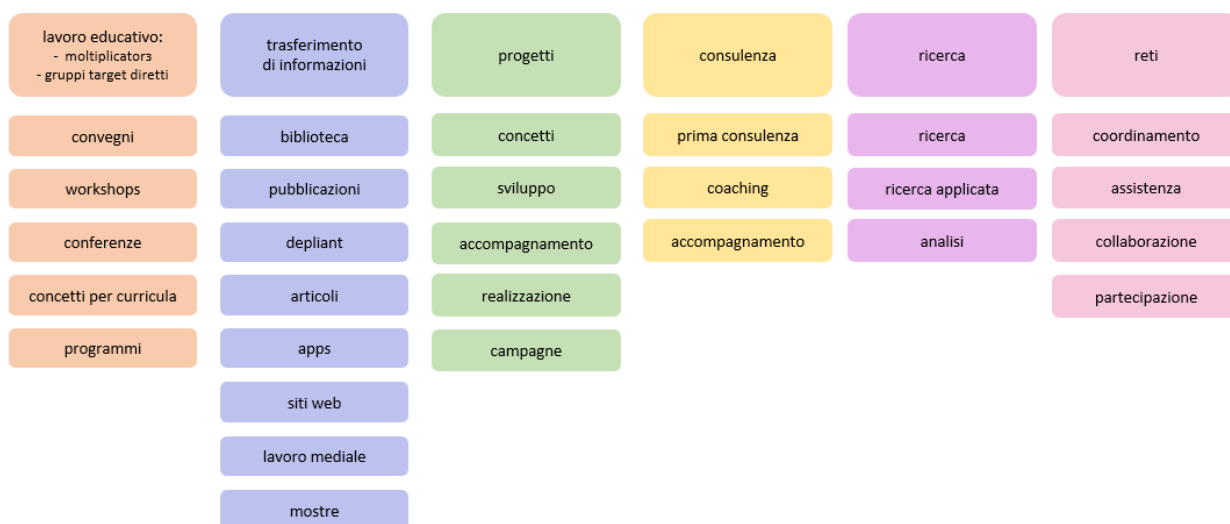 lavoro educativo:
- moltiplicatorɜ
- gruppi target diretti
convegni
workshops
conferenze
concetti per curricula
programmi
trasferimento
di informazioni
biblioteca
pubblicazioni
depliant
articoli
apps
siti web
lavoro mediale
mostre
progetti
concetti
sviluppo
accompagnamento
realizzazione
campagne
consulenza
prima consulenza
coaching
accompagnamento
ricerca
ricerca
ricerca applicata
analisi
reti
coordinamento
assistenza
collaborazione
partecipazione